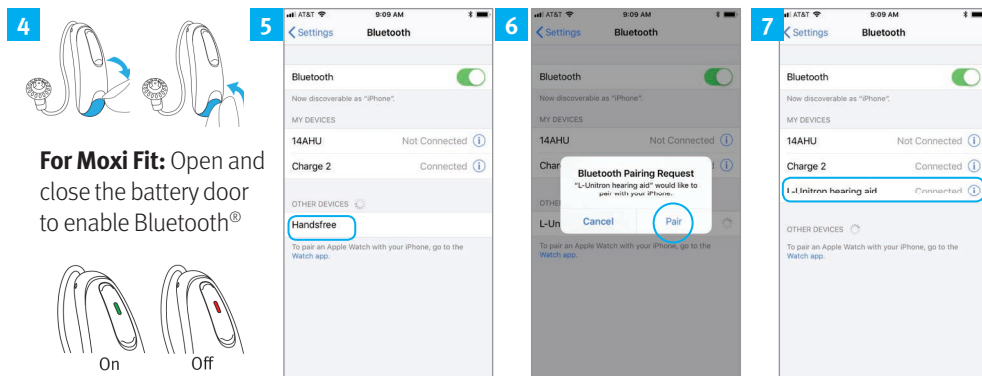 4
For Moxi Fit: Open and
close the battery door
to enable Bluetooth®
On
Off
5
AT&T 9:09 AM
Settings Bluetooth
Bluetooth
Now discoverable as "iPhone".
MY DEVICES
14AHU Not Connected
Charge 2 Connected
OTHER DEVICES
Handsfree
To pair an Apple Watch with your iPhone, go to the
Watch app.
6
AT&T 9:09 AM
Settings Bluetooth
Bluetooth
Now discoverable as "iPhone".
MY DEVICES
14AHU Not Connected
Char
Bluetooth Pairing Request
"L-Unitron hearing aid" would like to
pair with your iPhone.
Cancel Pair
OTHE
L-Un
To pair an Apple Watch with your iPhone, go to the
Watch app.
7
AT&T 9:09 AM
Settings Bluetooth
Bluetooth
Now discoverable as "iPhone".
MY DEVICES
14AHU Not Connected
Charge 2 Connected
L-Unitron hearing aid Connected
OTHER DEVICES
To pair an Apple Watch with your iPhone, go to the
Watch app.